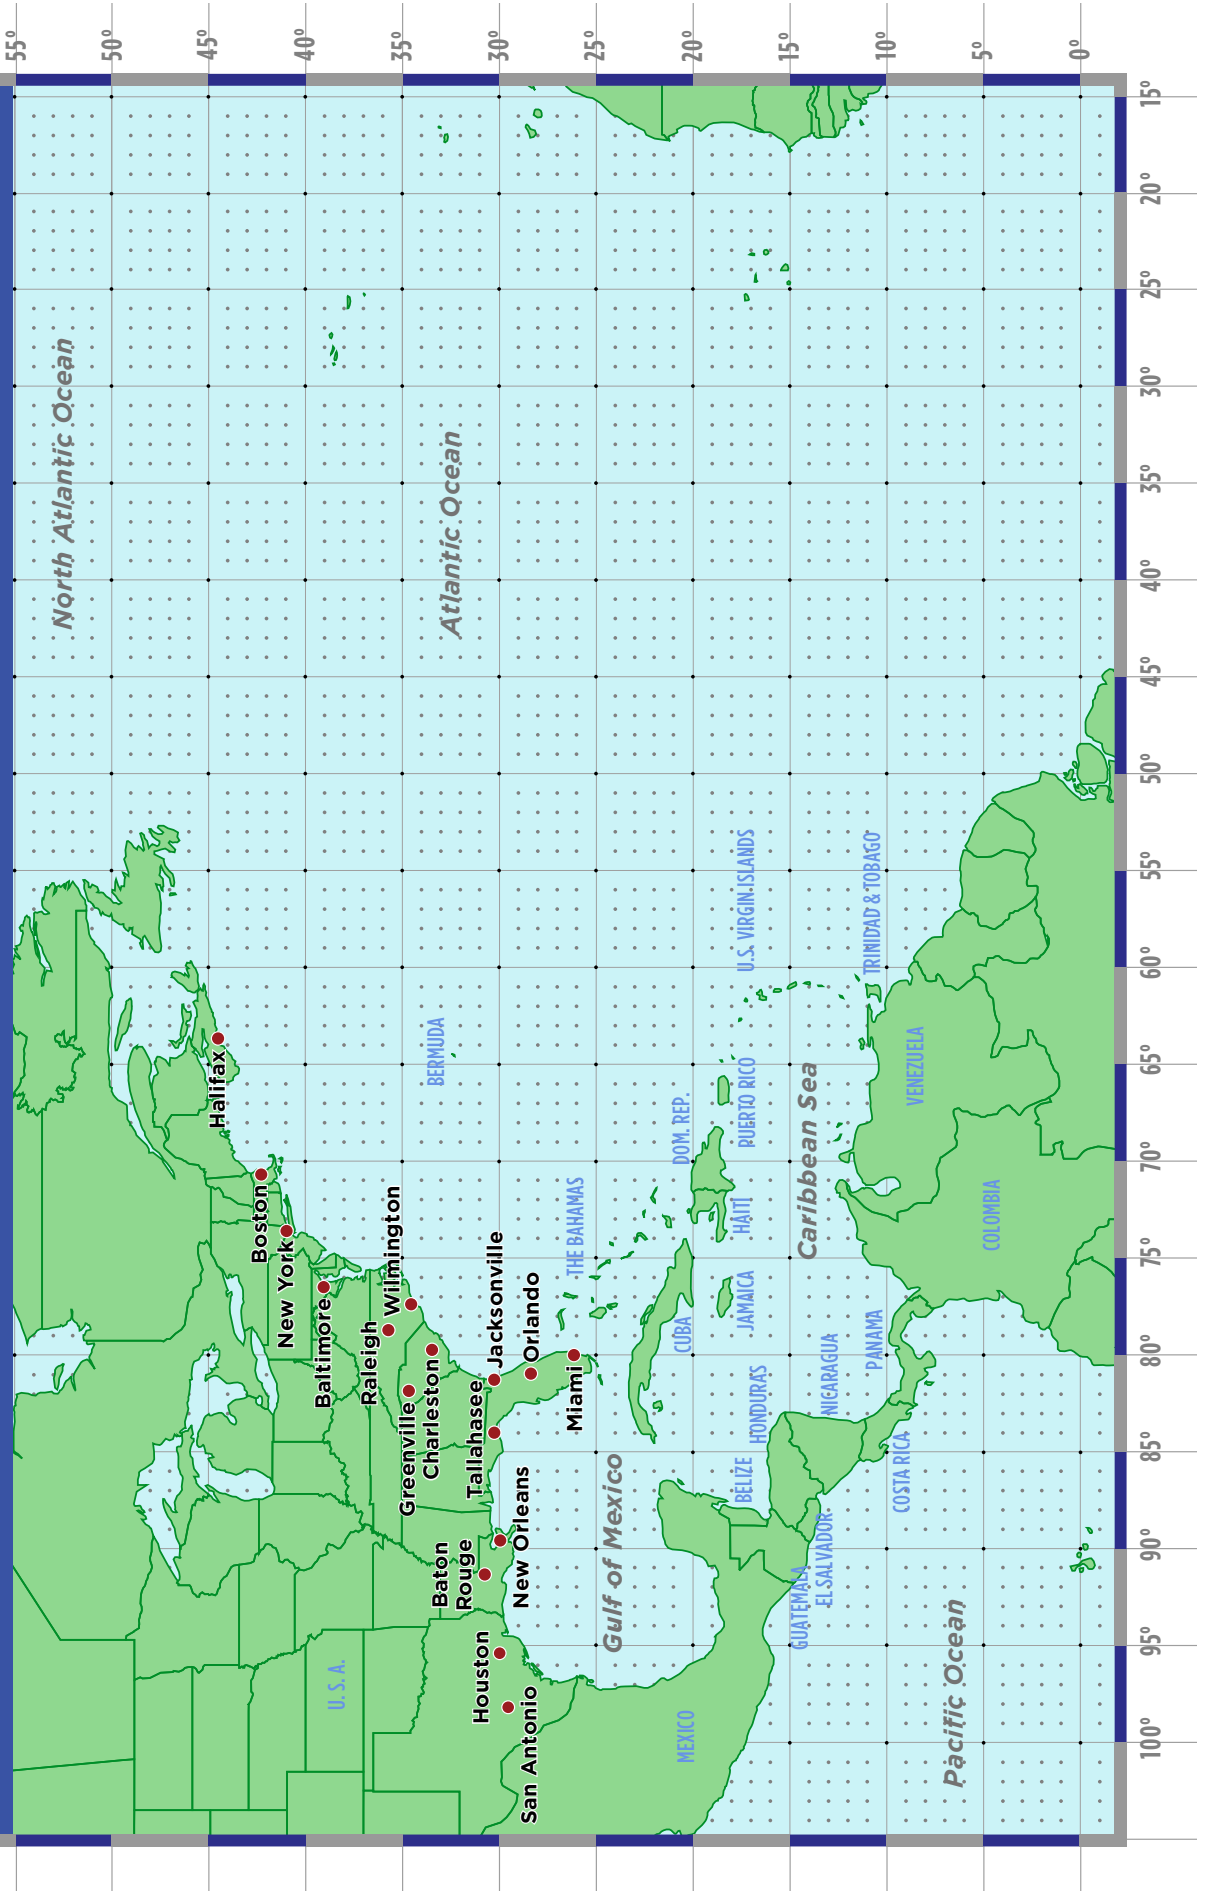 55°
50°
45°
40°
35°
30°
25°
20°
15°
10°
5°
0°
North Atlantic Ocean
Atlantic Ocean
Halifax
Boston
New York
Baltimore
Wilmington
Raleigh
Greenville
Charleston
Jacksonville
Tallahasee
Orlando
Miami
Baton
Rouge
New Orleans
Houston
San Antonio
U. S. A.
BERMUDA
THE BAHAMAS
CUBA
DOM. REP.
HAITI
JAMAICA
PUERTO RICO
U.S. VIRGIN ISLANDS
TRINIDAD & TOBAGO
Gulf of Mexico
Caribbean Sea
MEXICO
BELIZE
HONDURAS
GUATEMALA
EL SALVADOR
NICARAGUA
COSTA RICA
PANAMA
VENEZUELA
COLOMBIA
Pacific Ocean
100°
95°
90°
85°
80°
75°
70°
65°
60°
55°
50°
45°
40°
35°
30°
25°
20°
15°